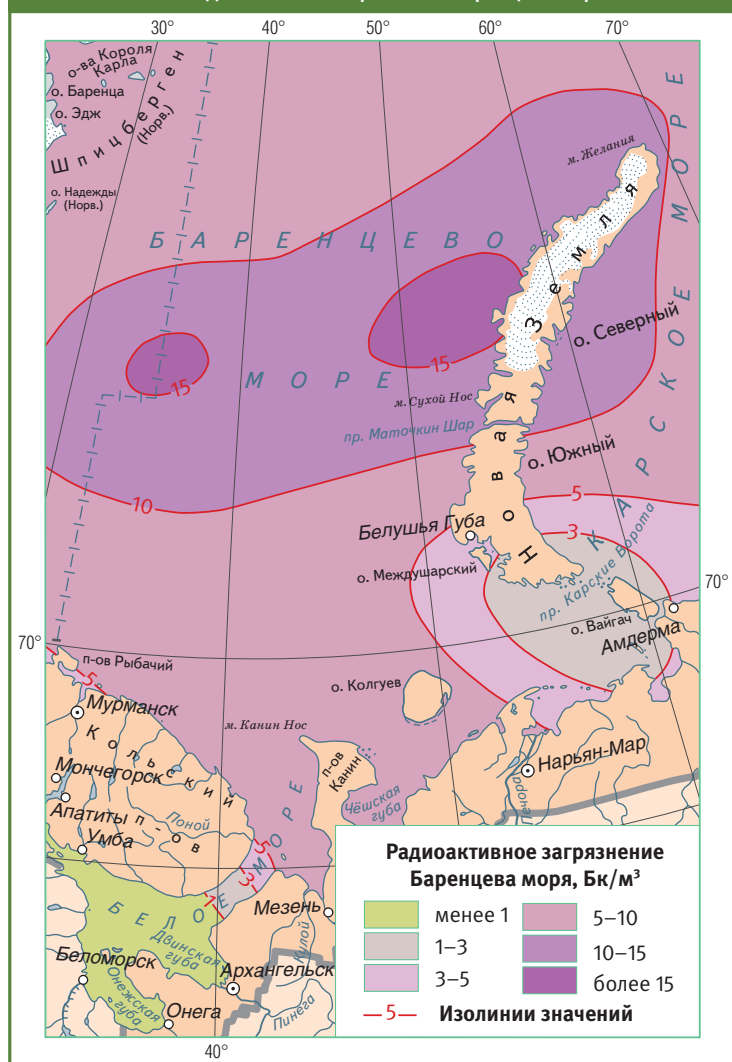 30° 40° 50° 60° 70°
о-ва Короля
Карла
о. Баренца
о. Эдж
Шпицберген
(Норв.)
о. Надежды
(Норв.)
м. Желания
БАРЕНЦЕВО
МОРЕ
КАРСКОЕ МОРЕ
Новая Земля
о. Северный
15
15
м. Сухой Нос
пр. Маточкин Шар
о. Южный
10
5
3
Белушья Губа
о. Междушарский
пр. Карские Ворота
70°
о. Вайгач
Амдерма
70°
п-ов Рыбачий
5
о. Колгуев
Мурманск
м. Канин Нос
п-ов
Канин
Нарьян-Мар
Кольский
п-ов
Мончегорск
Апатиты
Поной
Чёшская
губа
Печора
Умба
5
3
1
БЕЛОЕ МОРЕ
Мезень
Двинская
губа
Кулой
Беломорск
Онежская
губа
Архангельск
Онега
Пинега
40°
Радиоактивное загрязнение
Баренцева моря, Бк/м³
менее 1
1–3
3–5
5–10
10–15
более 15
5 Изолинии значений